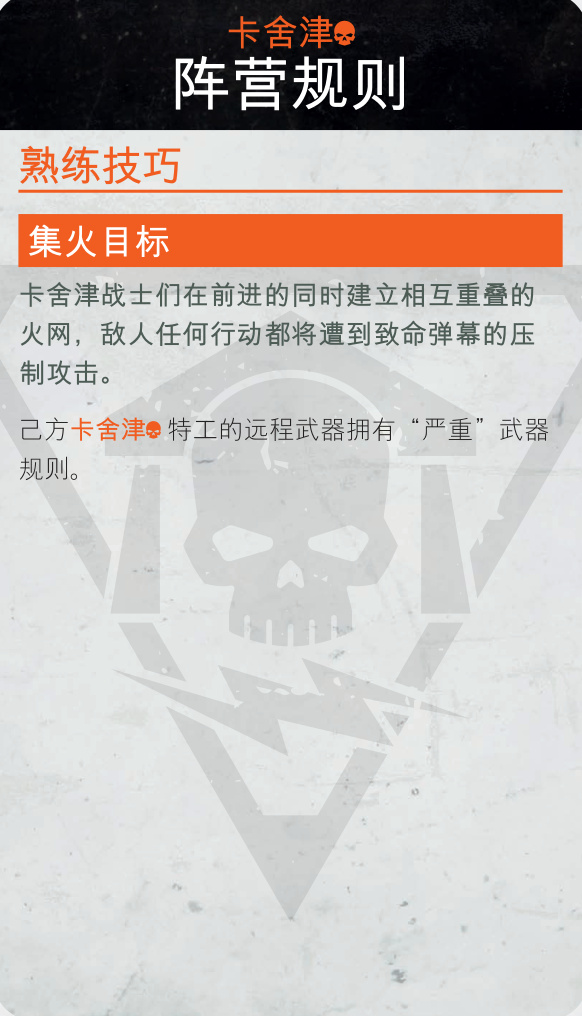 卡舍津
阵营规则
熟练技巧
集火目标
卡舍津战士们在前进的同时建立相互重叠的
火网，敌人任何行动都将遭到致命弹幕的压
制攻击。
己方卡舍津 特工的远程武器拥有“严重”武器
规则。